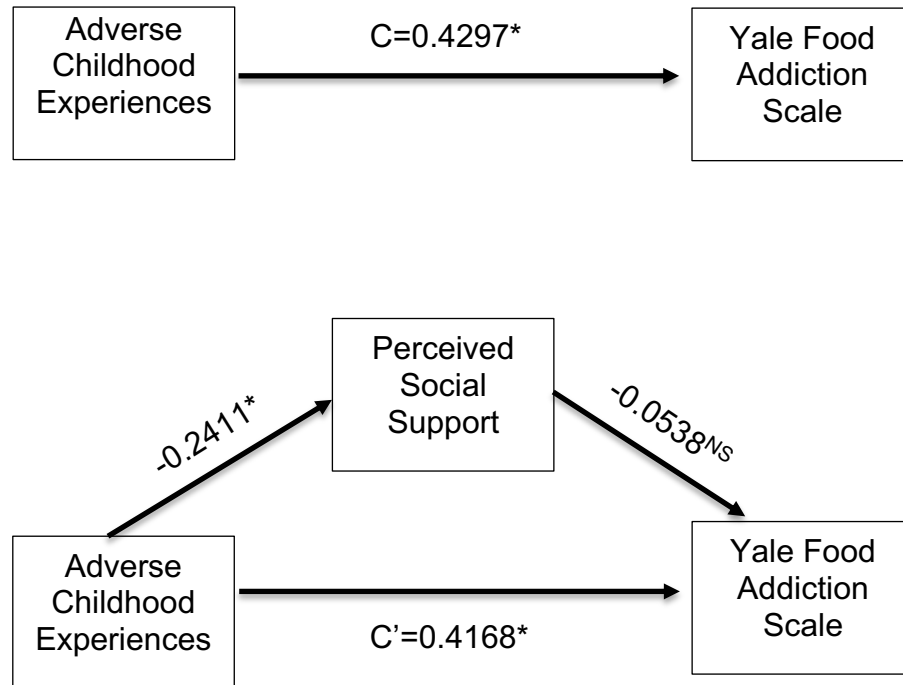 Adverse
Childhood
Experiences
C=0.4297*
Yale Food
Addiction
Scale
Perceived
Social
Support
-0.2411*
-0.0538NS
Adverse
Childhood
Experiences
C’=0.4168*
Yale Food
Addiction
Scale